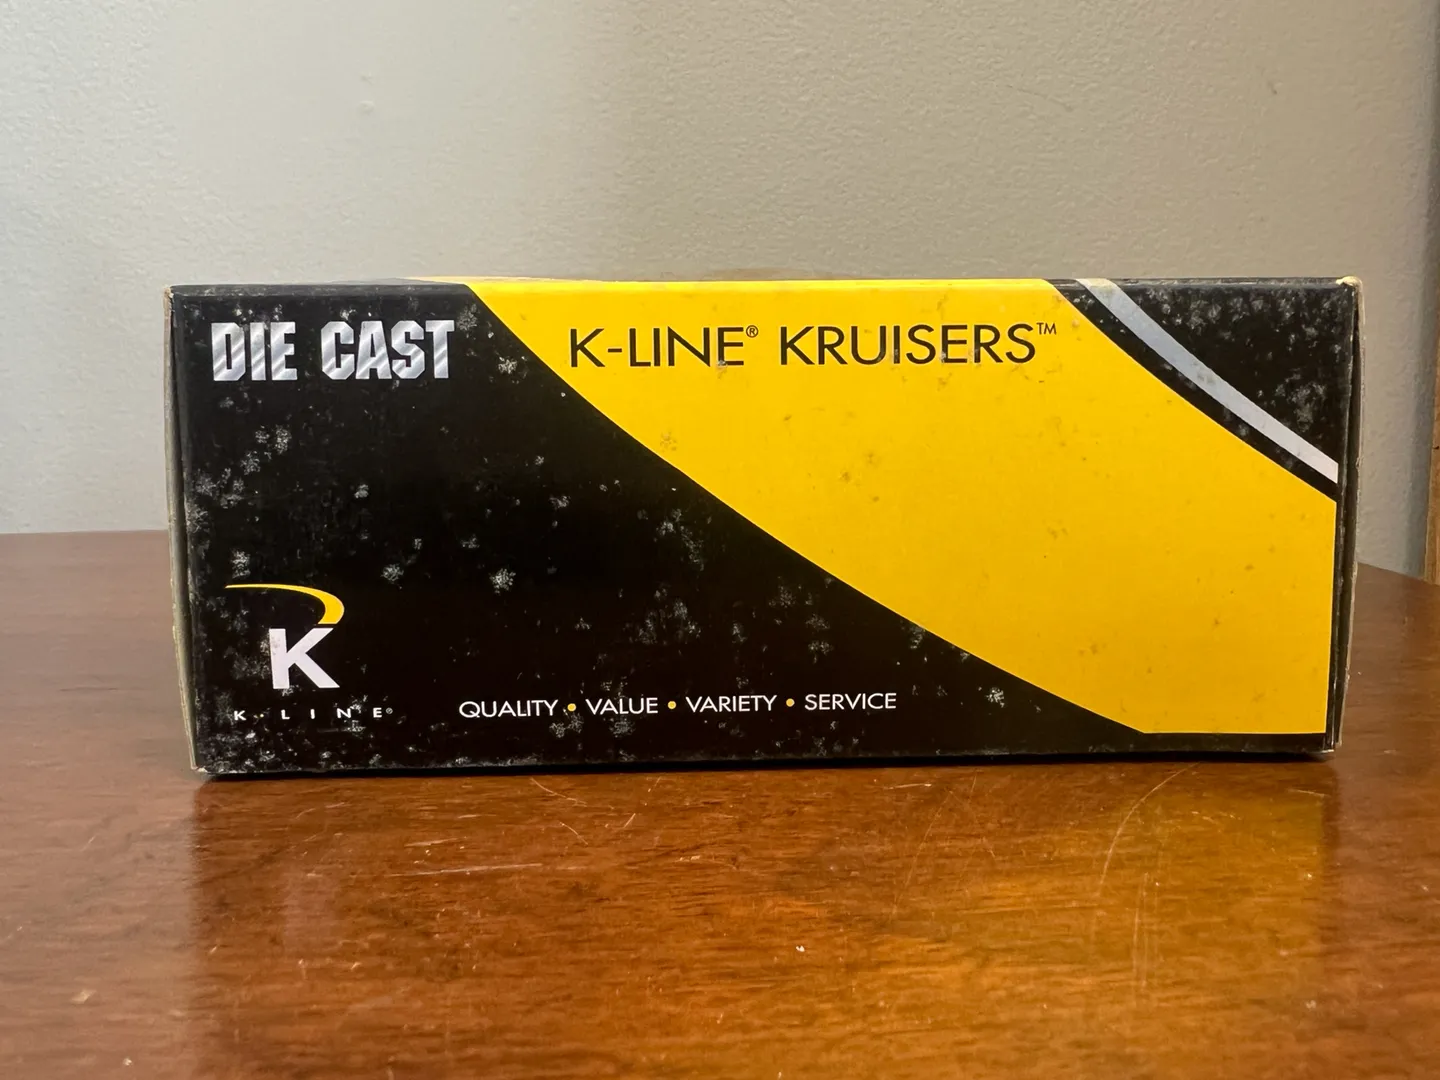 DIE CAST
K-LINE® KRUISERS™
K
K-LINE®
QUALITY • VALUE • VARIETY • SERVICE